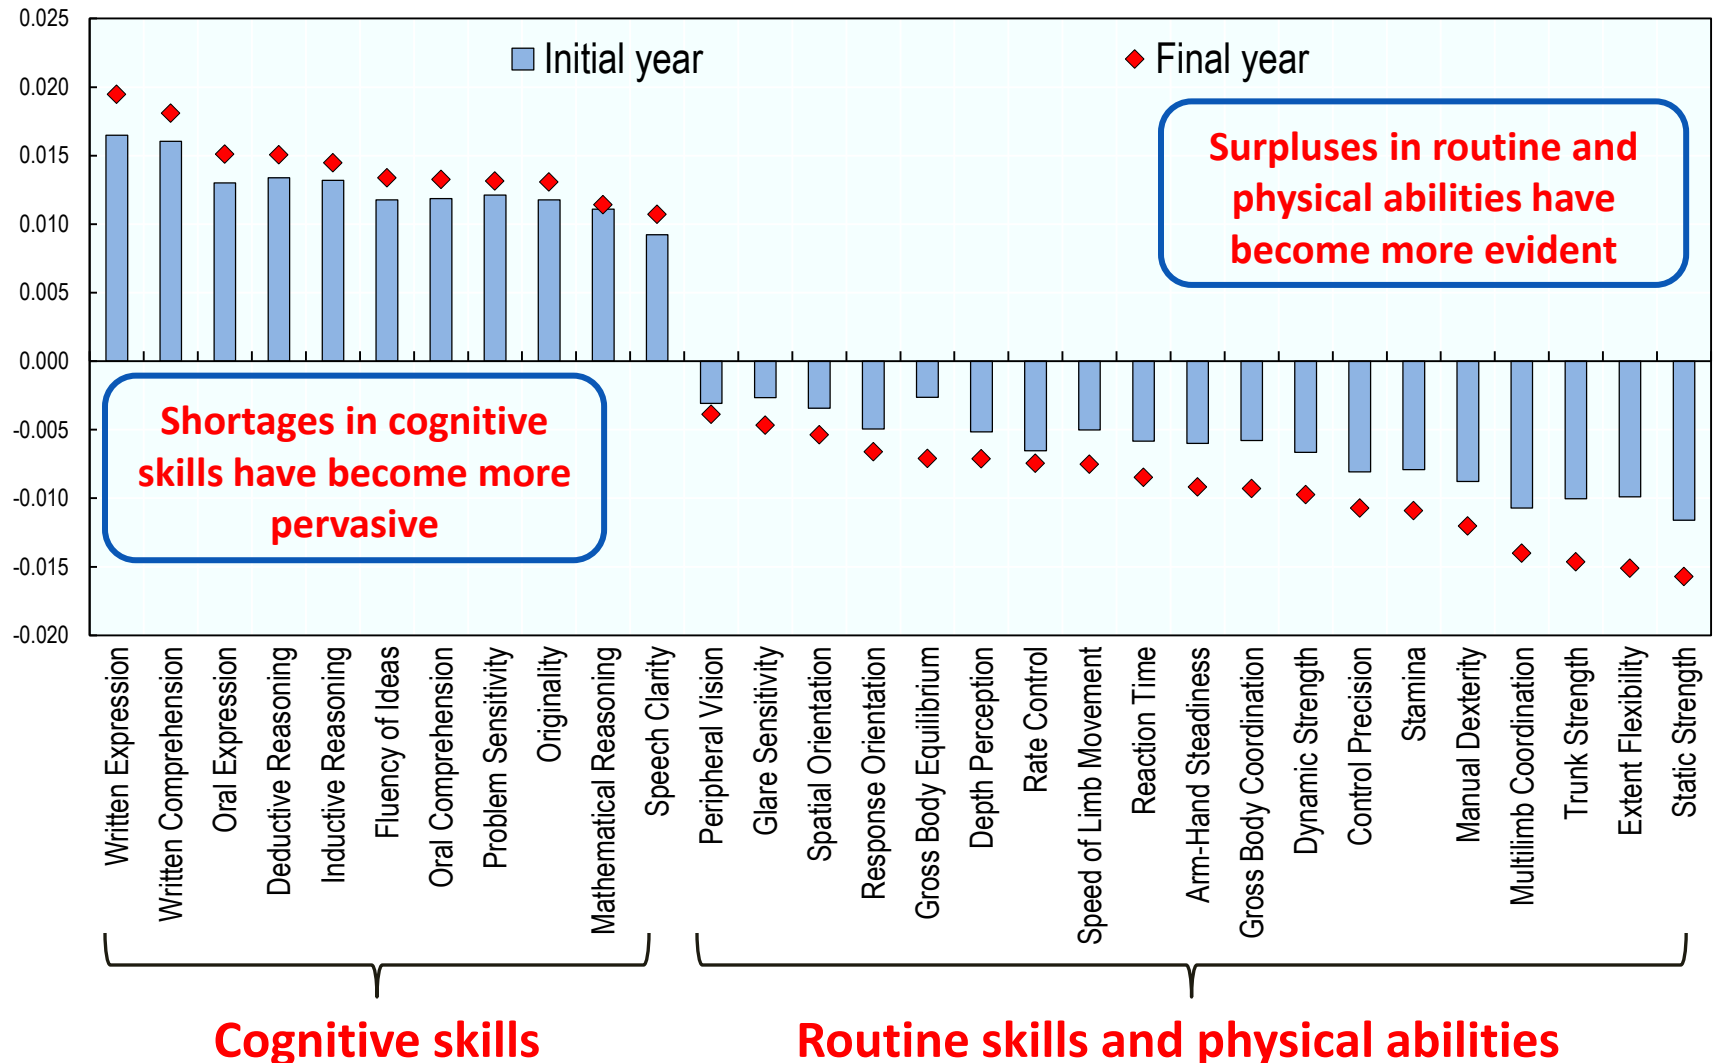 0.025
0.020
0.015
0.010
0.005
0.000
-0.005
-0.010
-0.015
-0.020
Initial year
Final year
Surpluses in routine and
physical abilities have
become more evident
Shortages in cognitive
skills have become more
pervasive
Written Expression
Written Comprehension
Oral Expression
Deductive Reasoning
Inductive Reasoning
Fluency of Ideas
Oral Comprehension
Problem Sensitivity
Originality
Mathematical Reasoning
Speech Clarity
Peripheral Vision
Glare Sensitivity
Spatial Orientation
Response Orientation
Gross Body Equilibrium
Depth Perception
Rate Control
Speed of Limb Movement
Reaction Time
Arm-Hand Steadiness
Gross Body Coordination
Dynamic Strength
Control Precision
Stamina
Manual Dexterity
Multilimb Coordination
Trunk Strength
Extent Flexibility
Static Strength
Cognitive skills
Routine skills and physical abilities